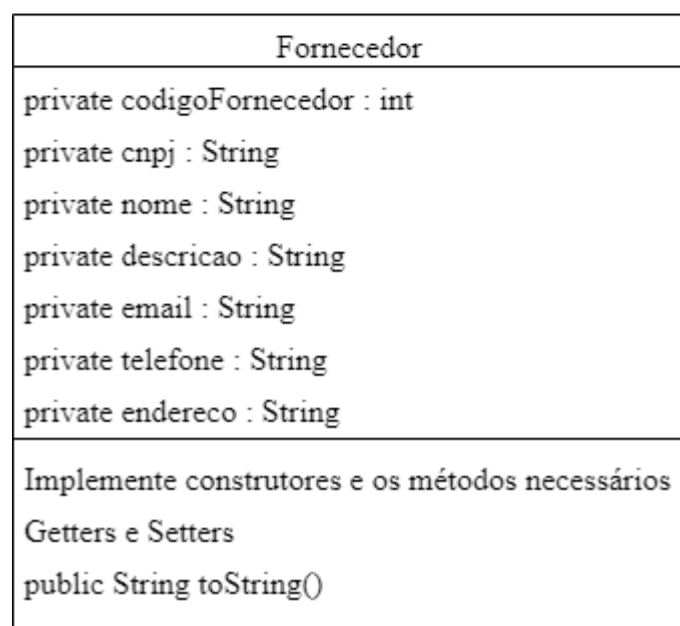 Fornecedor
private codigoFornecedor : int
private cnpj : String
private nome : String
private descricao : String
private email : String
private telefone : String
private endereco : String
Implemente construtores e os métodos necessários
Getters e Setters
public String toString()